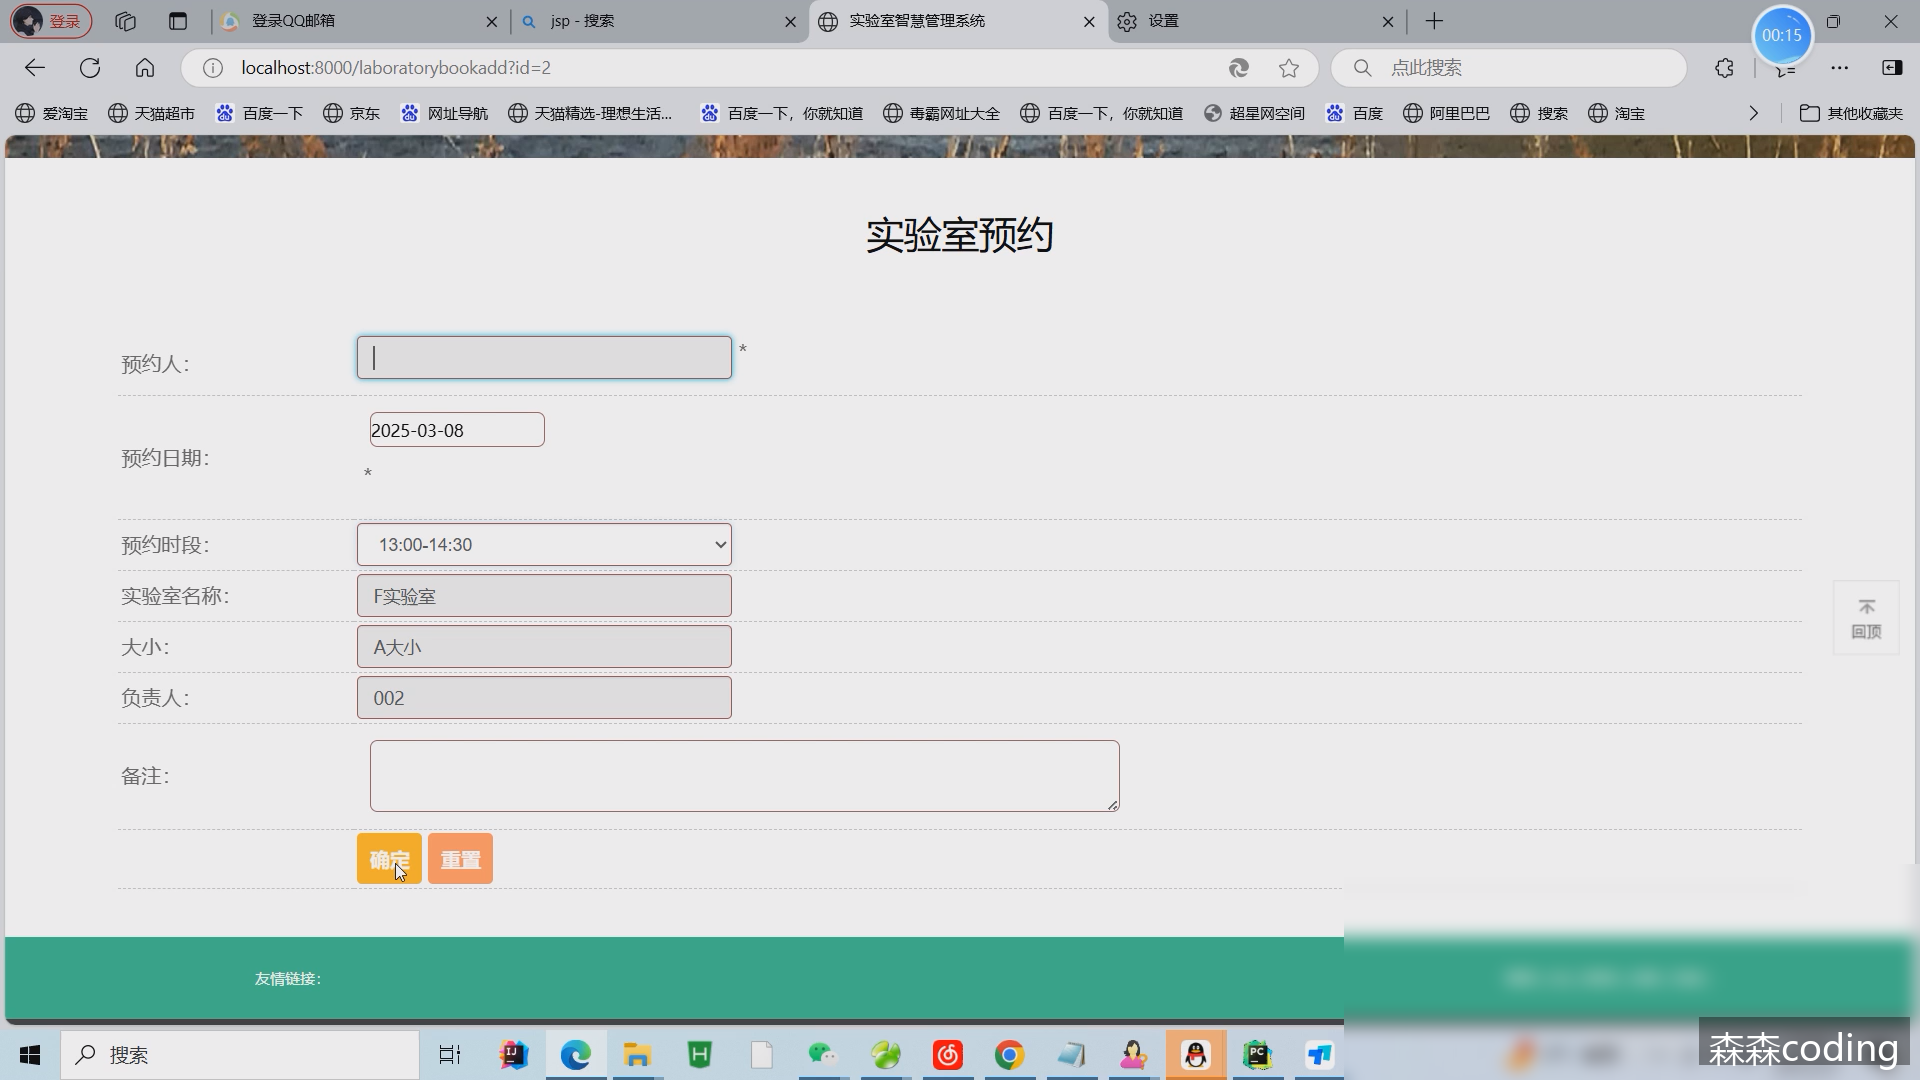 登录
登录QQ邮箱
jsp - 搜索
实验室智慧管理系统
设置
00:15
localhost:8000/laboratorybookadd?id=2
点此搜索
爱淘宝
天猫超市
百度一下
京东
网址导航
天猫精选-理想生活...
百度一下，你就知道
毒霸网址大全
百度一下，你就知道
超星网空间
百度
阿里巴巴
搜索
淘宝
其他收藏夹
实验室预约
预约人：
*
预约日期：
2025-03-08
*
预约时段：
13:00-14:30
实验室名称：
F实验室
大小：
A大小
负责人：
002
备注：
确定
重置
回顶
友情链接：
搜索
森森coding